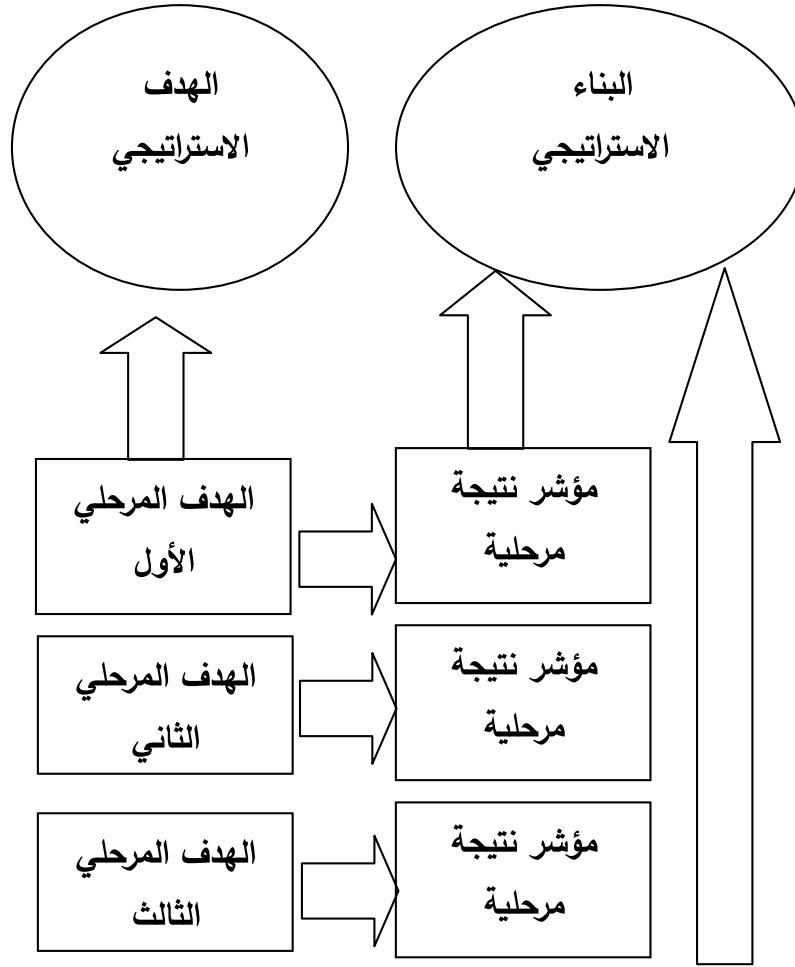 الهدف
الاستراتيجي
البناء
الاستراتيجي
الهدف المرحلي
الأول
مؤشر نتيجة
مرحلية
الهدف المرحلي
الثاني
مؤشر نتيجة
مرحلية
الهدف المرحلي
الثالث
مؤشر نتيجة
مرحلية